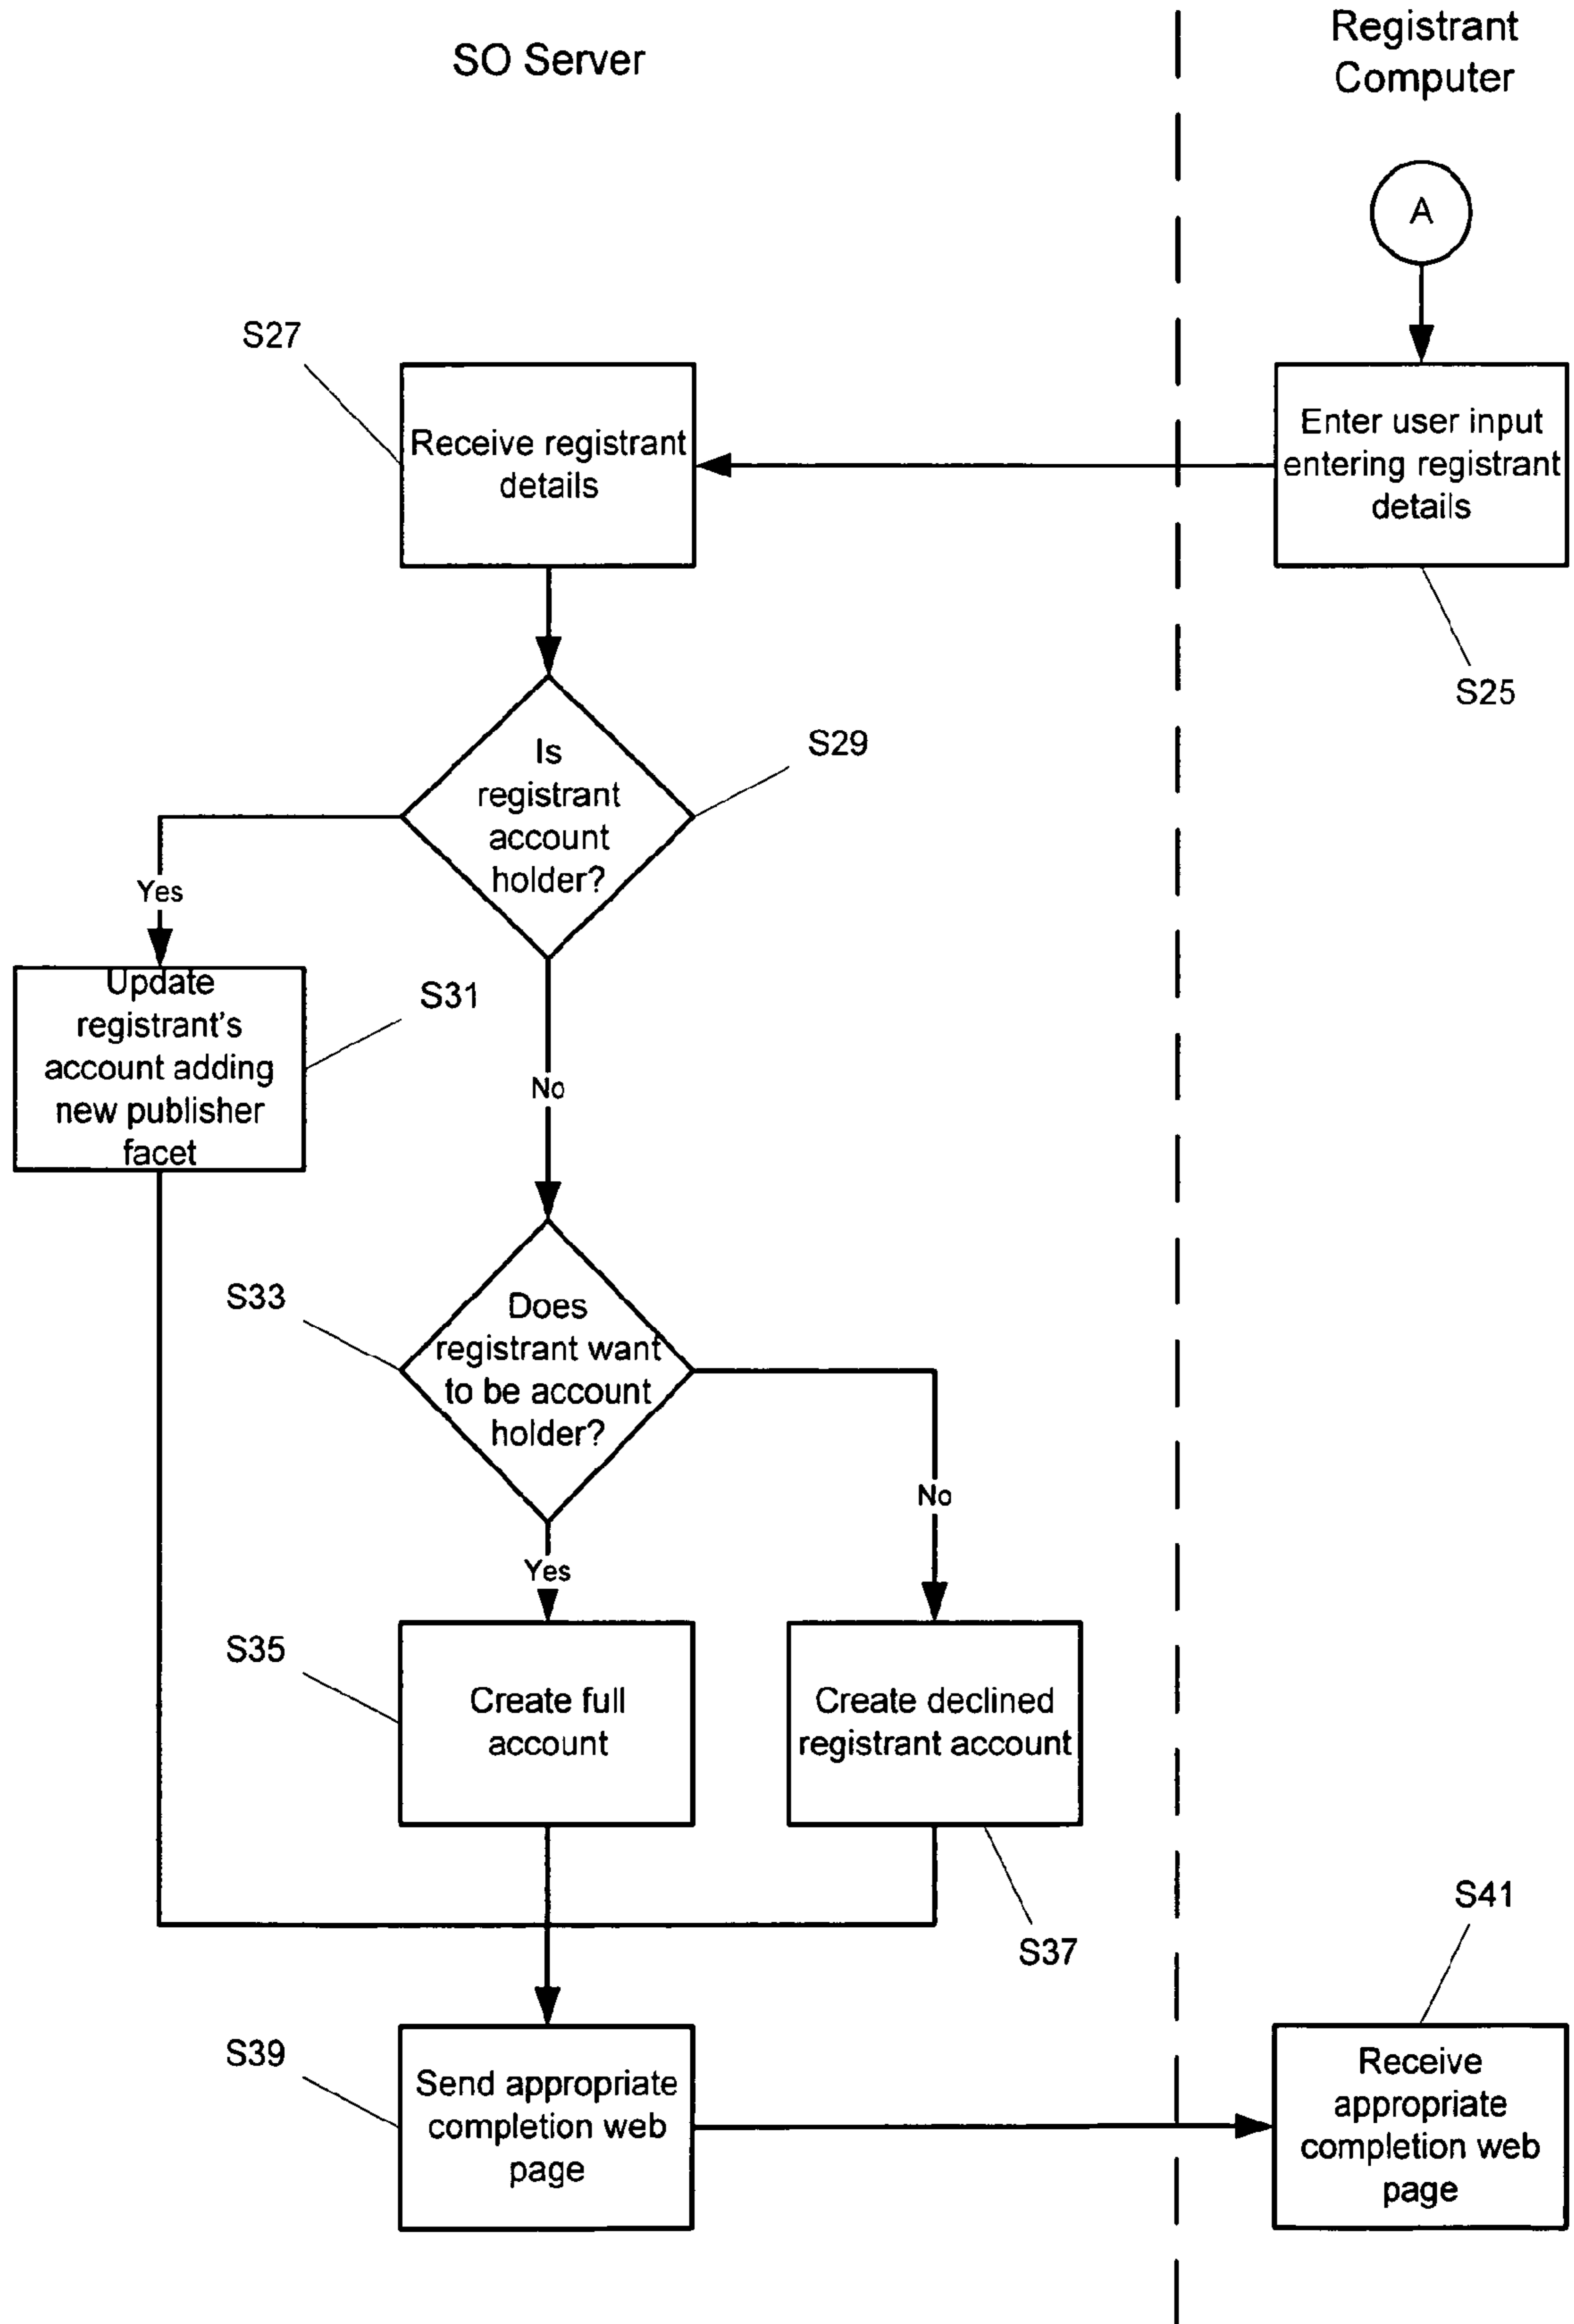 SO Server
Registrant
Computer
A
S27
Receive registrant
details
Enter user input
entering registrant
details
S25
Is
registrant
account
holder?
S29
Yes
Update
registrant's
account adding
new publisher
facet
S31
No
S33
Does
registrant want
to be account
holder?
No
Yes
S35
Create full
account
Create declined
registrant account
S37
S41
S39
Send appropriate
completion web
page
Receive
appropriate
completion web
page